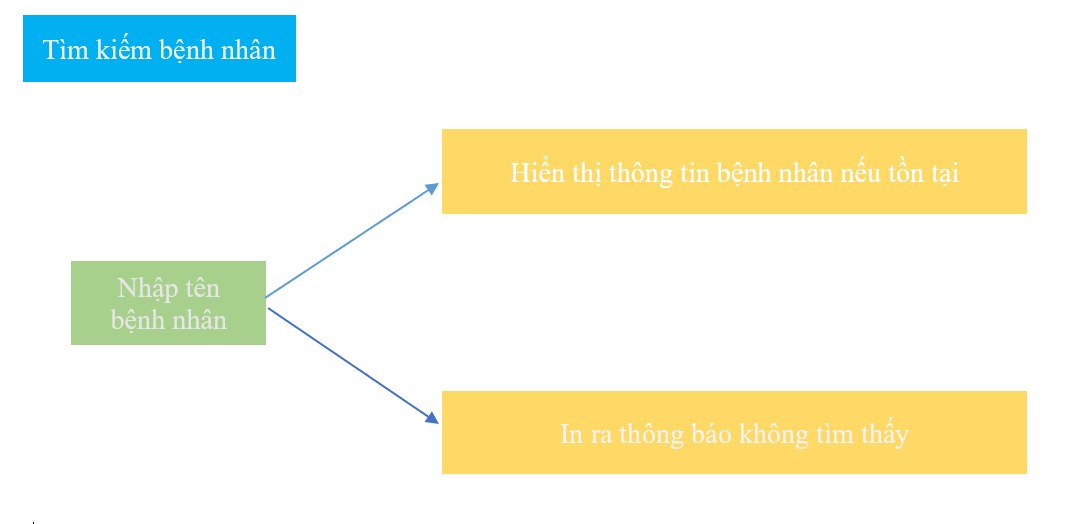 Tìm kiếm bệnh nhân
Hiển thị thông tin bệnh nhân nếu tồn tại
Nhập tên
bệnh nhân
In ra thông báo không tìm thấy